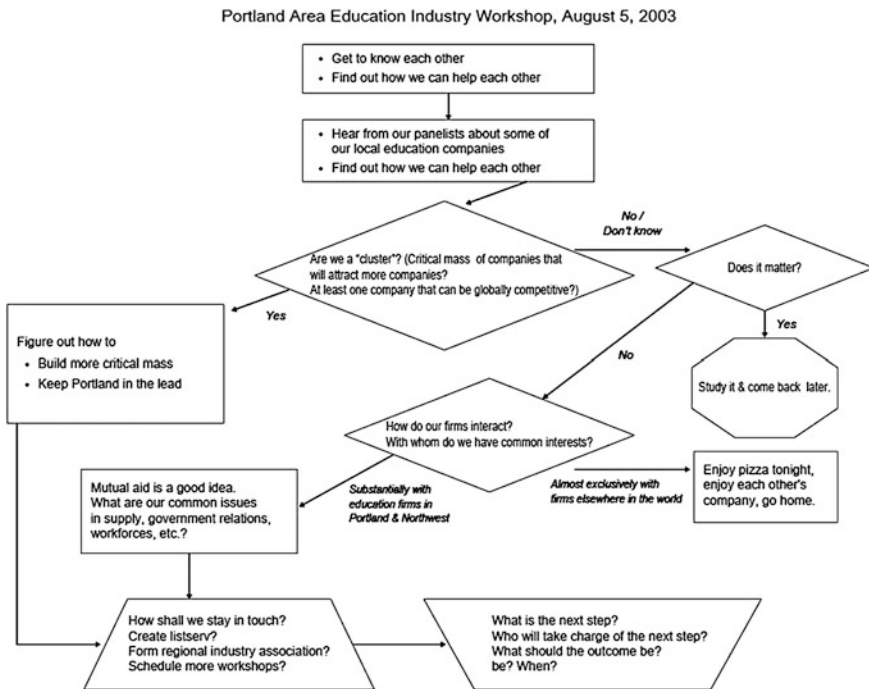 Portland Area Education Industry Workshop, August 5, 2003
• Get to know each other
• Find out how we can help each other
• Hear from our panelists about some of
our local education companies
• Find out how we can help each other
No /
Don't know
Are we a "cluster"? (Critical mass of companies that
will attract more companies?
At least one company that can be globally competitive?)
Does it matter?
Yes
Yes
Figure out how to
• Build more critical mass
• Keep Portland in the lead
No
Study it & come back later.
How do our firms interact?
With whom do we have common interests?
Mutual aid is a good idea.
What are our common issues
in supply, government relations,
workforces, etc.?
Substantially with
education firms in
Portland & Northwest
Almost exclusively with
firms elsewhere in the world
Enjoy pizza tonight,
enjoy each other's
company, go home.
How shall we stay in touch?
Create listserv?
Form regional industry association?
Schedule more workshops?
What is the next step?
Who will take charge of the next step?
What should the outcome be?
be? When?